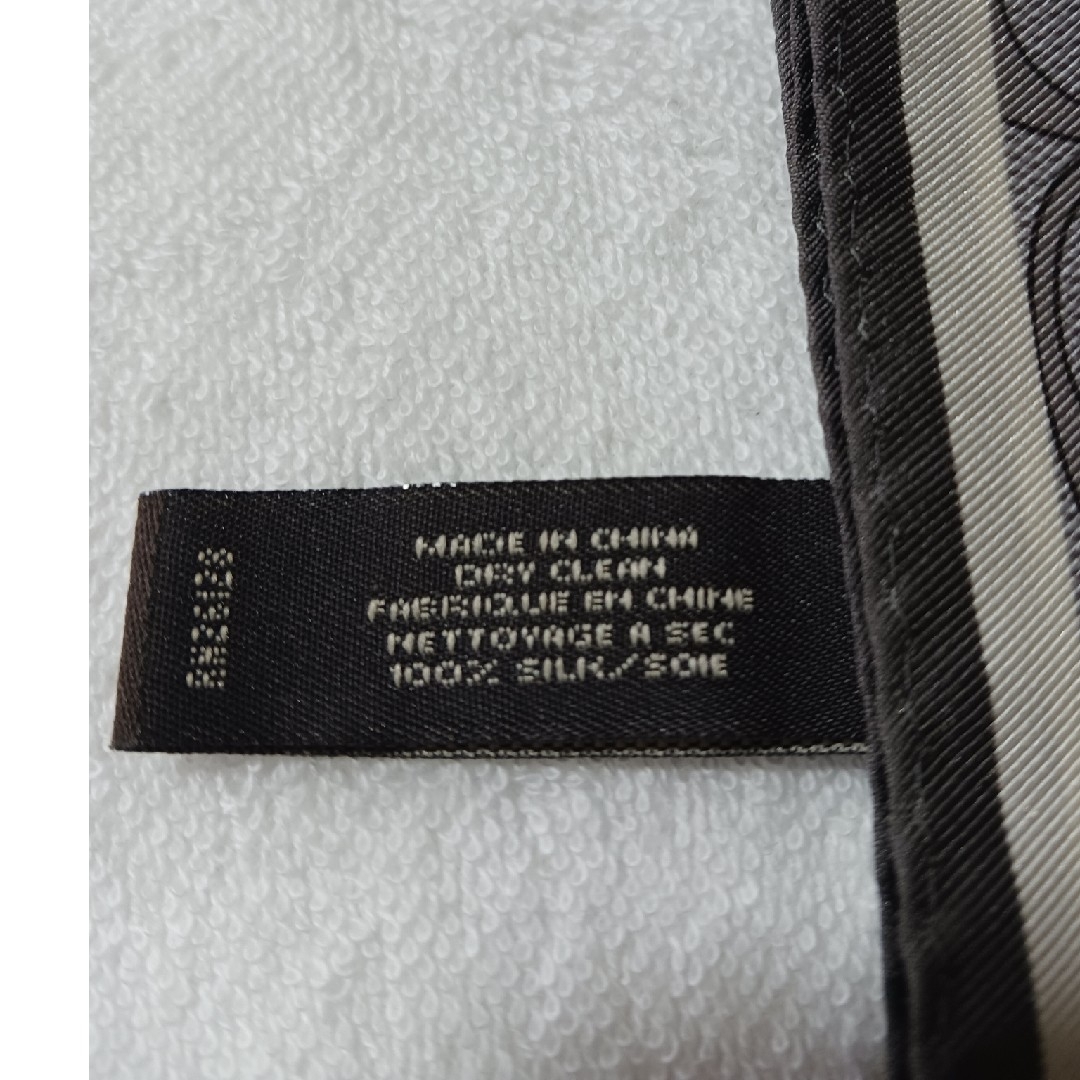 MADE IN CHINA
DRY CLEAN
FABRIQUE EN CHINE
NETTOYAGE A SEC
100% SILK/SOIE